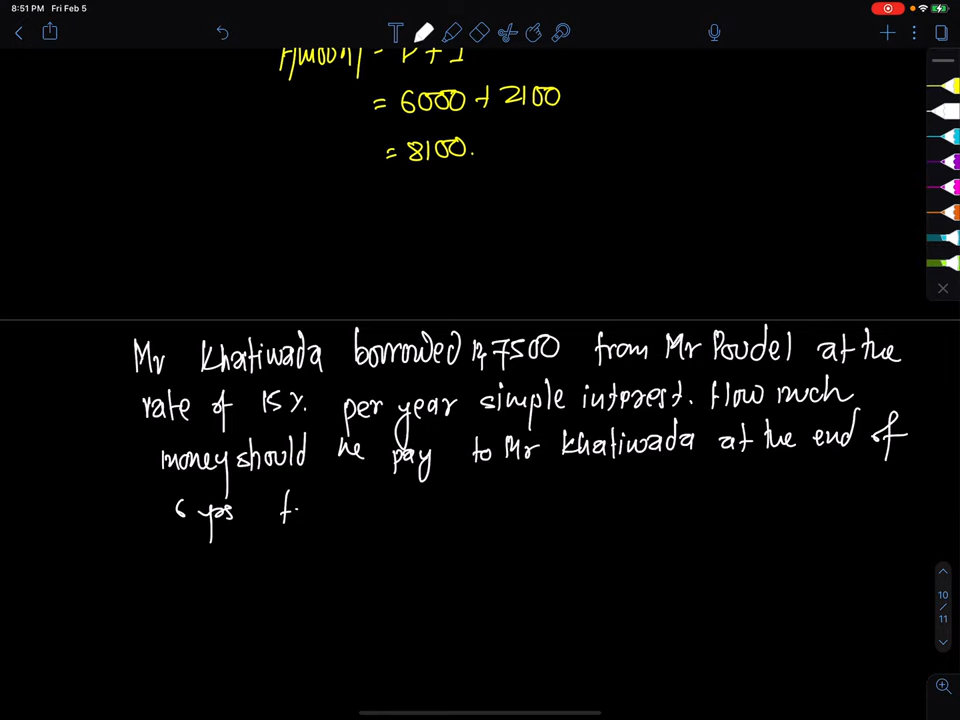 8:51 PM Fri Feb 5
Amount = P + I
= 6000 + 2100
= 8100.
Mr Khatiwada borrowed Rs 7500 from Mr Poudel at the
rate of 15% per year simple interest. How much
money should he pay to Mr Khatiwada at the end of
6 yrs
10
/
11